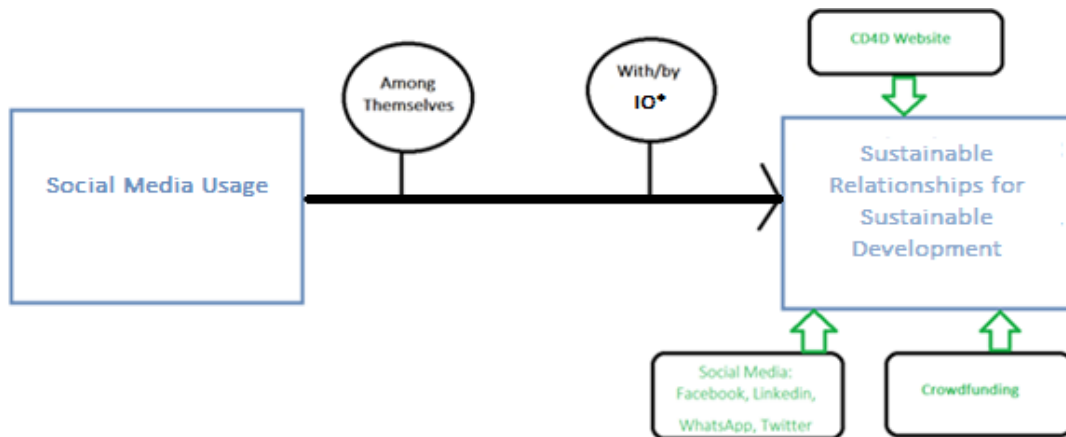 CD4D Website
Among
Themselves
With/by
IO*
Social Media Usage
Sustainable
Relationships for
Sustainable
Development
Social Media:
Facebook, Linkedin,
WhatsApp, Twitter
Crowdfunding